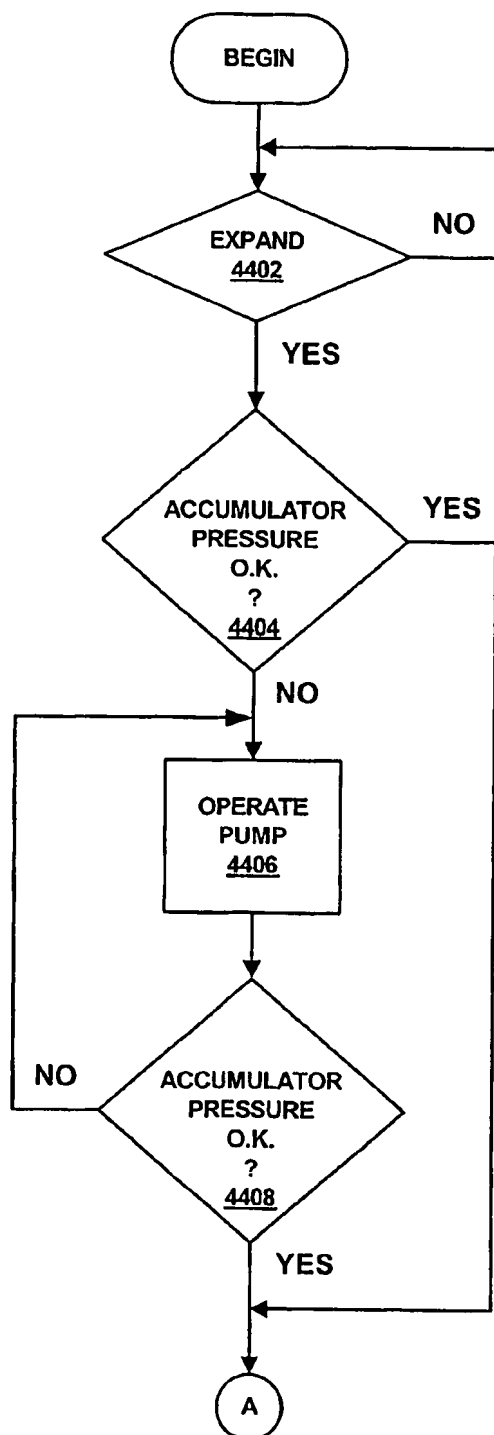 BEGIN
EXPAND
4402
NO
YES
ACCUMULATOR
PRESSURE
O.K.
?
4404
YES
NO
OPERATE
PUMP
4406
ACCUMULATOR
PRESSURE
O.K.
?
4408
NO
YES
A